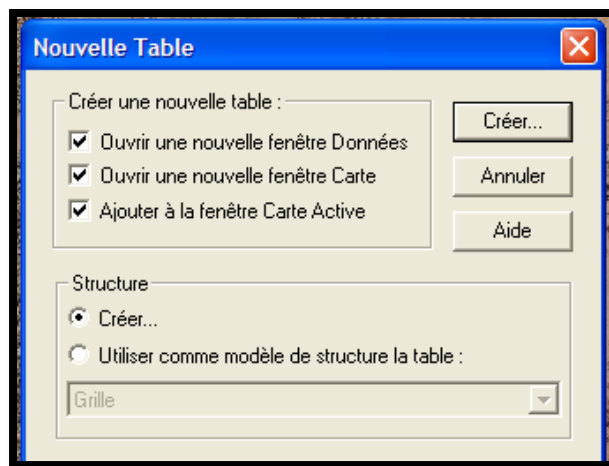 Nouvelle Table
Créer une nouvelle table :
Ouvrir une nouvelle fenêtre Données
Ouvrir une nouvelle fenêtre Carte
Ajouter à la fenêtre Carte Active
Créer...
Annuler
Aide
Structure
Créer...
Utiliser comme modèle de structure la table :
Grille